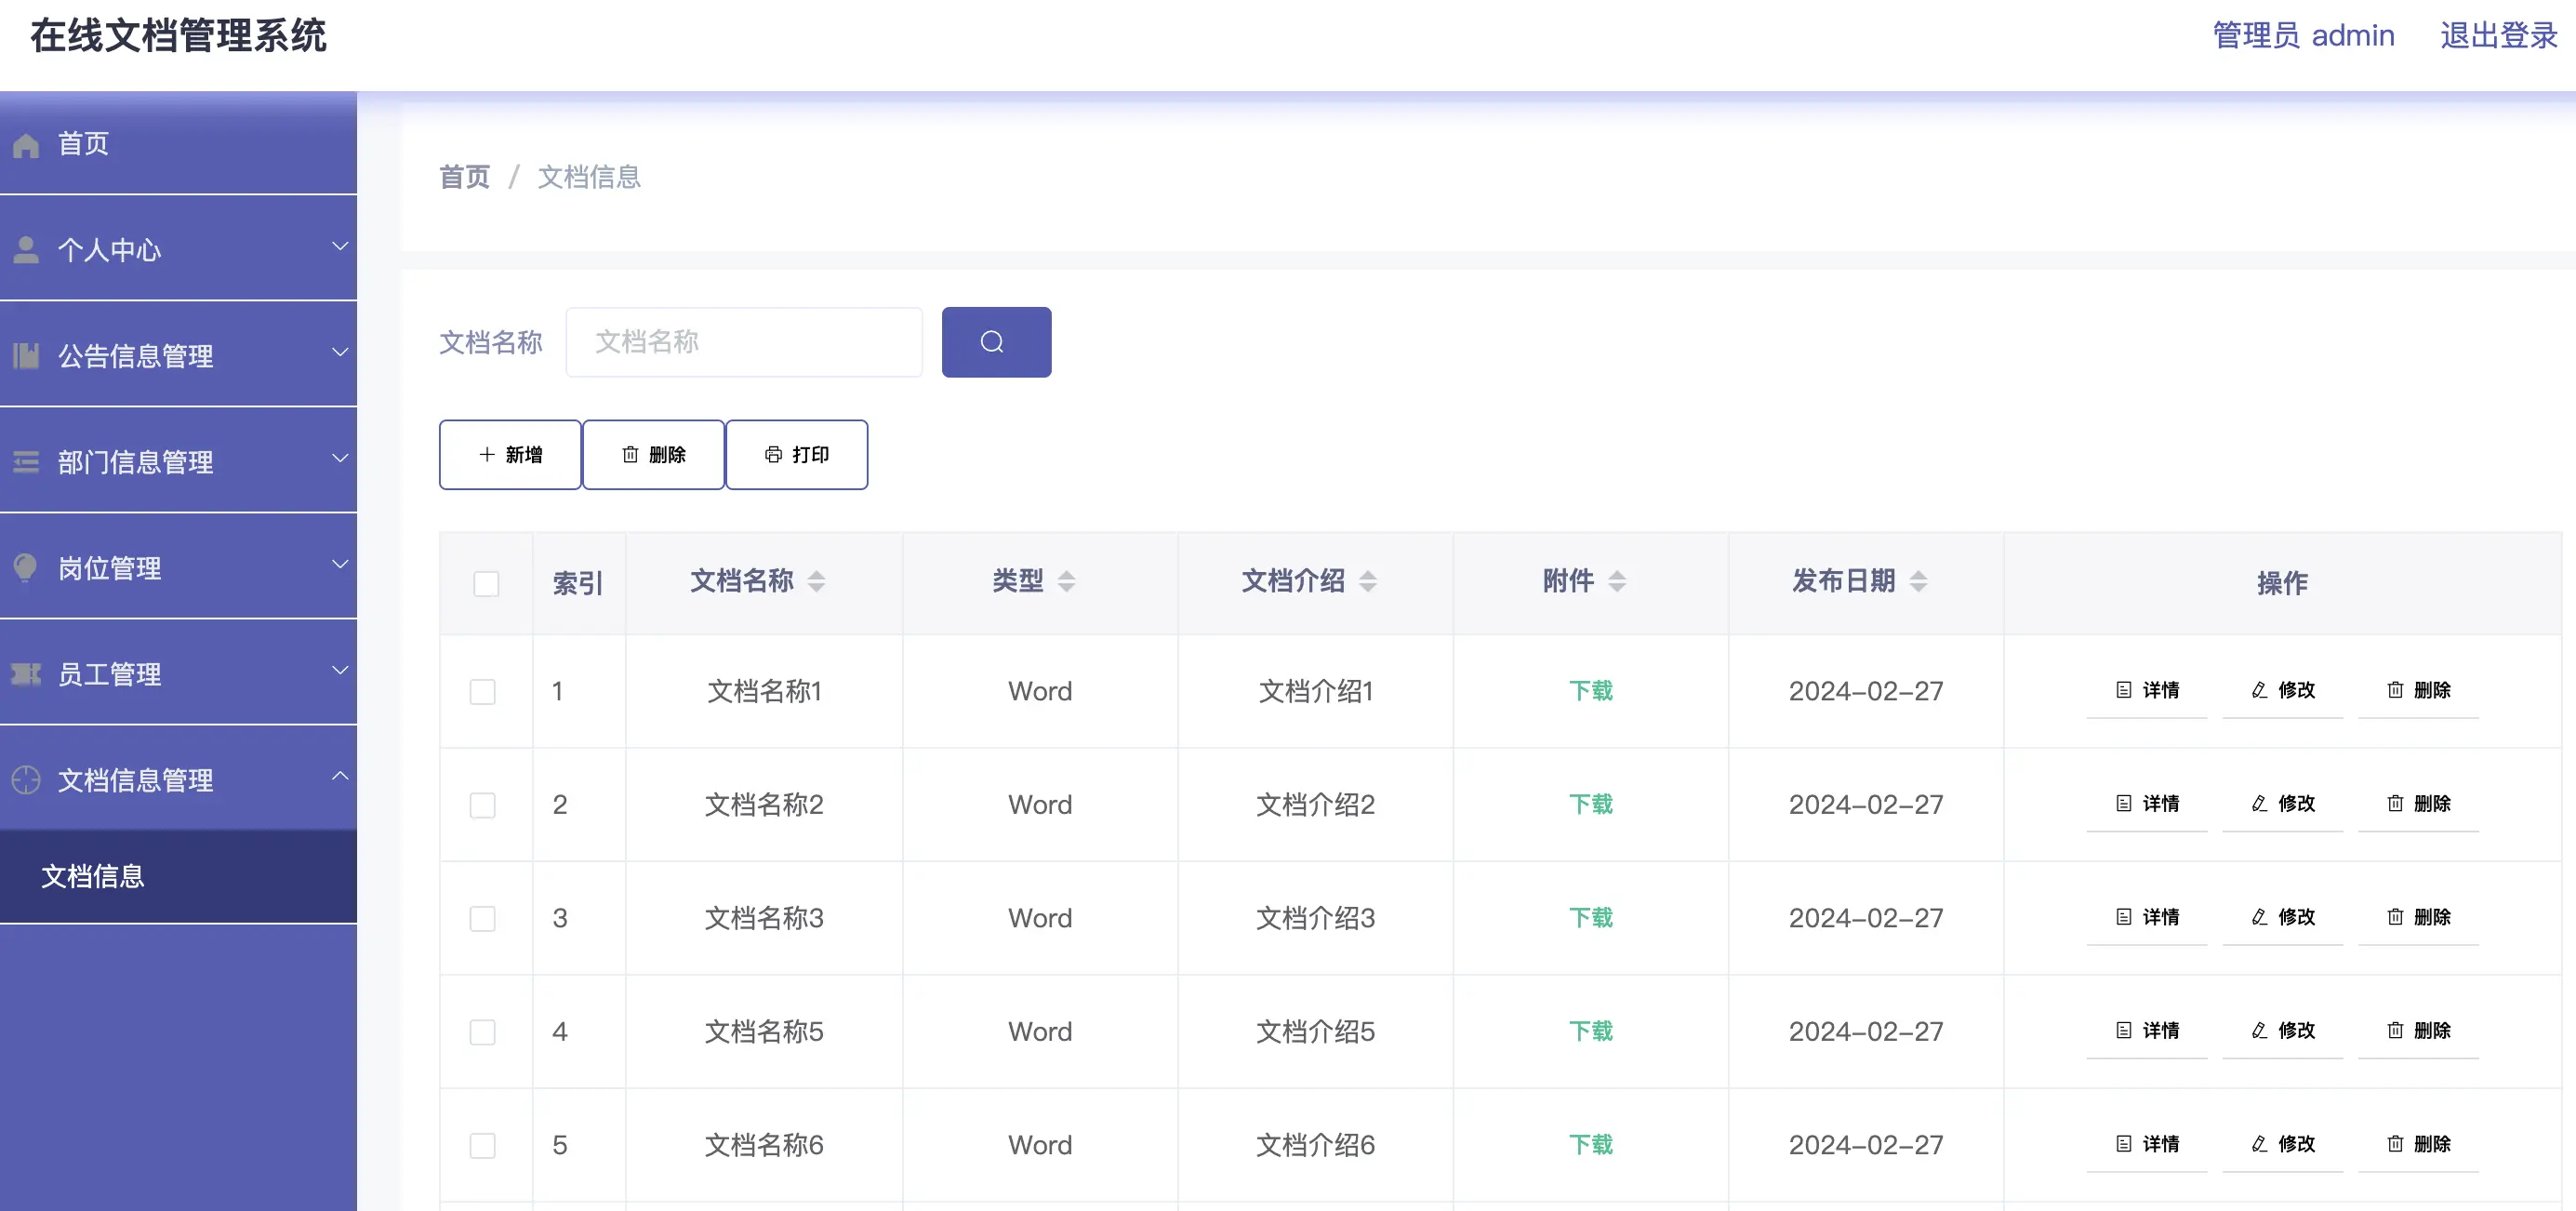 在线文档管理系统
管理员 admin 退出登录
首页
个人中心
公告信息管理
部门信息管理
岗位管理
员工管理
文档信息管理
文档信息
首页 / 文档信息
文档名称 文档名称
新增 删除 打印
索引 文档名称 类型 文档介绍 附件 发布日期 操作
1 文档名称1 Word 文档介绍1 下载 2024-02-27 详情 修改 删除
2 文档名称2 Word 文档介绍2 下载 2024-02-27 详情 修改 删除
3 文档名称3 Word 文档介绍3 下载 2024-02-27 详情 修改 删除
4 文档名称5 Word 文档介绍5 下载 2024-02-27 详情 修改 删除
5 文档名称6 Word 文档介绍6 下载 2024-02-27 详情 修改 删除